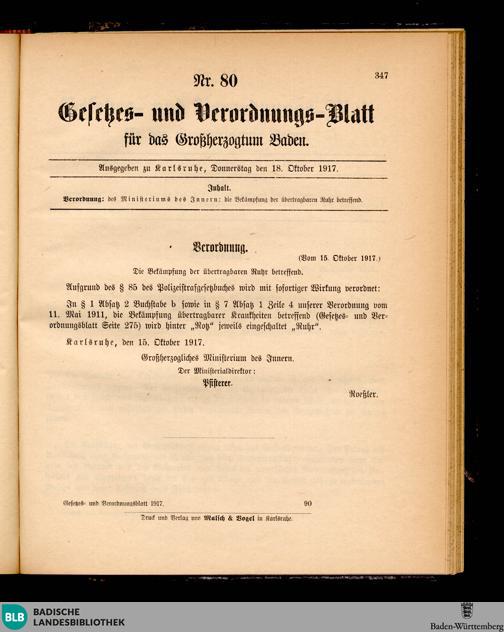 347
Nr. 80
Gesetzes- und Verordnungs-Blatt
für das Großherzogtum Baden.
Ausgegeben zu Karlsruhe, Donnerstag den 18. Oktober 1917.
Inhalt.
Verordnung: des Ministeriums des Innern: die Bekämpfung der übertragbaren Ruhr betreffend.
Verordnung.
(Vom 15. Oktober 1917.)
Die Bekämpfung der übertragbaren Ruhr betreffend.
Aufgrund des § 85 des Polizeistrafgesetzbuches wird mit sofortiger Wirkung verordnet:
In § 1 Absatz 2 Buchstabe b sowie in § 7 Absatz 1 Zeile 4 unserer Verordnung vom
11. Mai 1911, die Bekämpfung übertragbarer Krankheiten betreffend (Gesetzes- und Ver-
ordnungsblatt Seite 275) wird hinter „Rotz" jeweils eingeschaltet „Ruhr".
Karlsruhe, den 15. Oktober 1917.
Großherzogliches Ministerium des Innern.
Der Ministerialdirektor:
Pfisterer.
Roeßler.
Gesetzes- und Verordnungsblatt 1917. 90
Druck und Verlag von Malsch & Vogel in Karlsruhe.
BLB BADISCHE
LANDESBIBLIOTHEK
Baden-Württemberg